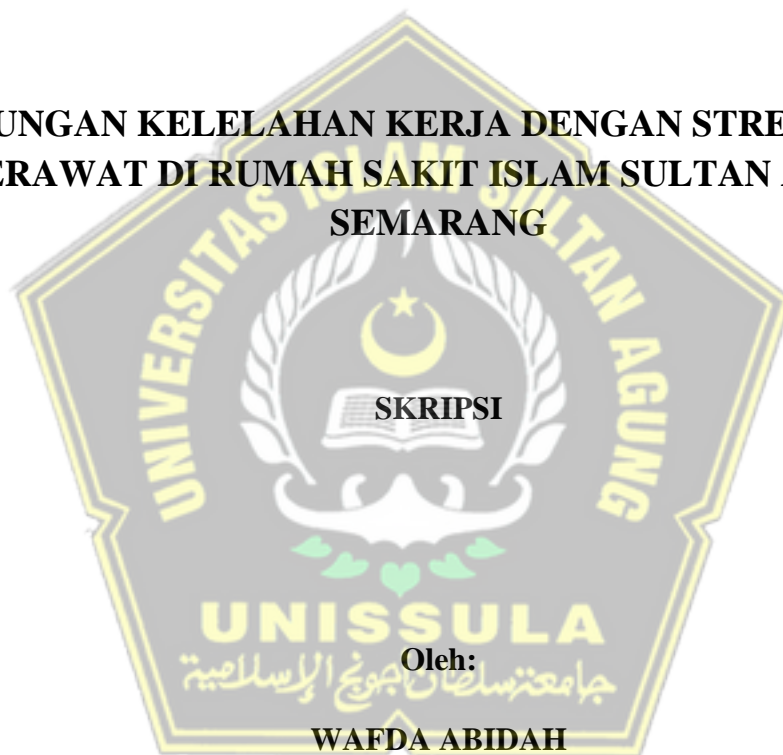 UNGAN KELELAHAN KERJA DENGAN STRE
ERAWAT DI RUMAH SAKIT ISLAM SULTAN
SEMARANG
UNIVERSITAS ISLAM SULTAN AGUNG
SKRIPSI
UNISSULA
Oleh:
جامعة سلطان أجونج الإسلامية
WAFDA ABIDAH